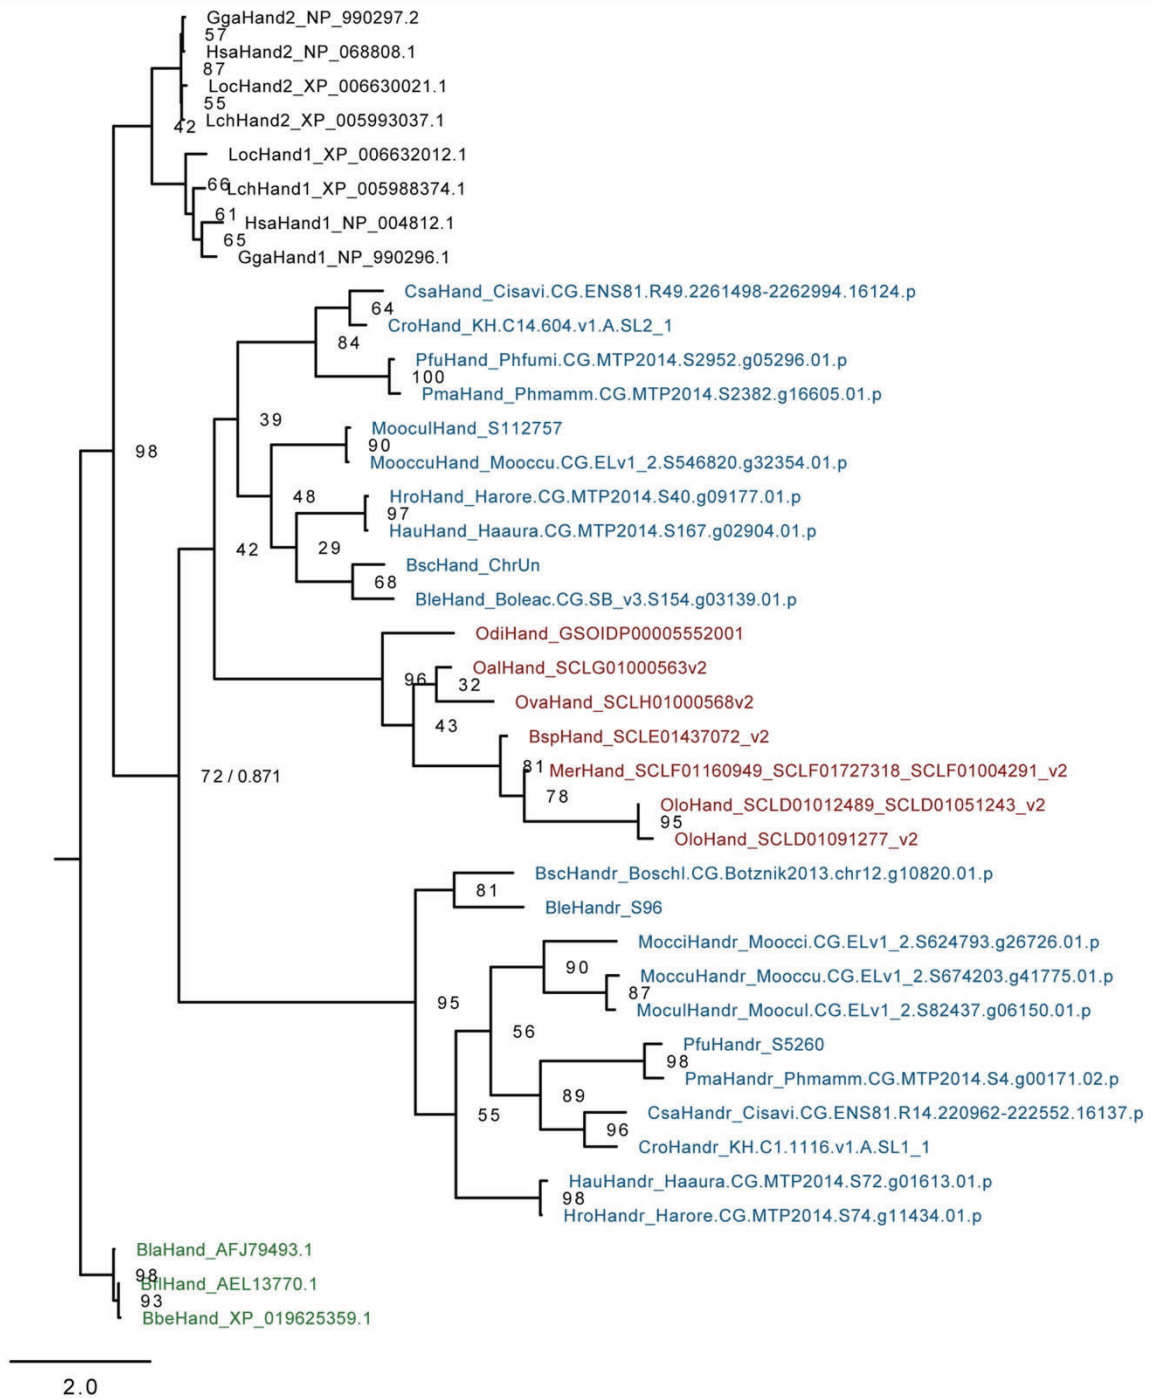 GgaHand2_NP_990297.2
57
HsaHand2_NP_068808.1
87
LocHand2_XP_006630021.1
55
LchHand2_XP_005993037.1
42
LocHand1_XP_006632012.1
66
LchHand1_XP_005988374.1
61
HsaHand1_NP_004812.1
65
GgaHand1_NP_990296.1
CsaHand_Cisavi.CG.ENS81.R49.2261498-2262994.16124.p
64
CroHand_KH.C14.604.v1.A.SL2_1
84
PfuHand_Phfumi.CG.MTP2014.S2952.g05296.01.p
100
PmaHand_Phmamm.CG.MTP2014.S2382.g16605.01.p
39
MooculHand_S112757
90
98
MooccuHand_Mooccu.CG.ELv1_2.S546820.g32354.01.p
48
HroHand_Harore.CG.MTP2014.S40.g09177.01.p
97
HauHand_Haaura.CG.MTP2014.S167.g02904.01.p
42
29
BscHand_ChrUn
68
BleHand_Boleac.CG.SB_v3.S154.g03139.01.p
OdiHand_GSOIDP00005552001
OalHand_SCLG01000563v2
96
32
OvaHand_SCLH01000568v2
43
BspHand_SCLE01437072_v2
81
MerHand_SCLF01160949_SCLF01727318_SCLF01004291_v2
72 / 0.871
78
OloHand_SCLD01012489_SCLD01051243_v2
95
OloHand_SCLD01091277_v2
BscHandr_Boschl.CG.Botznik2013.chr12.g10820.01.p
81
BleHandr_S96
MocciHandr_Moocci.CG.ELv1_2.S624793.g26726.01.p
90
MoccuHandr_Mooccu.CG.ELv1_2.S674203.g41775.01.p
87
95
MoculHandr_Moocul.CG.ELv1_2.S82437.g06150.01.p
56
PfuHandr_S5260
98
PmaHandr_Phmamm.CG.MTP2014.S4.g00171.02.p
89
CsaHandr_Cisavi.CG.ENS81.R14.220962-222552.16137.p
55
96
CroHandr_KH.C1.1116.v1.A.SL1_1
HauHandr_Haaura.CG.MTP2014.S72.g01613.01.p
98
HroHandr_Harore.CG.MTP2014.S74.g11434.01.p
BlaHand_AFJ79493.1
98
BflHand_AEL13770.1
93
BbeHand_XP_019625359.1
2.0